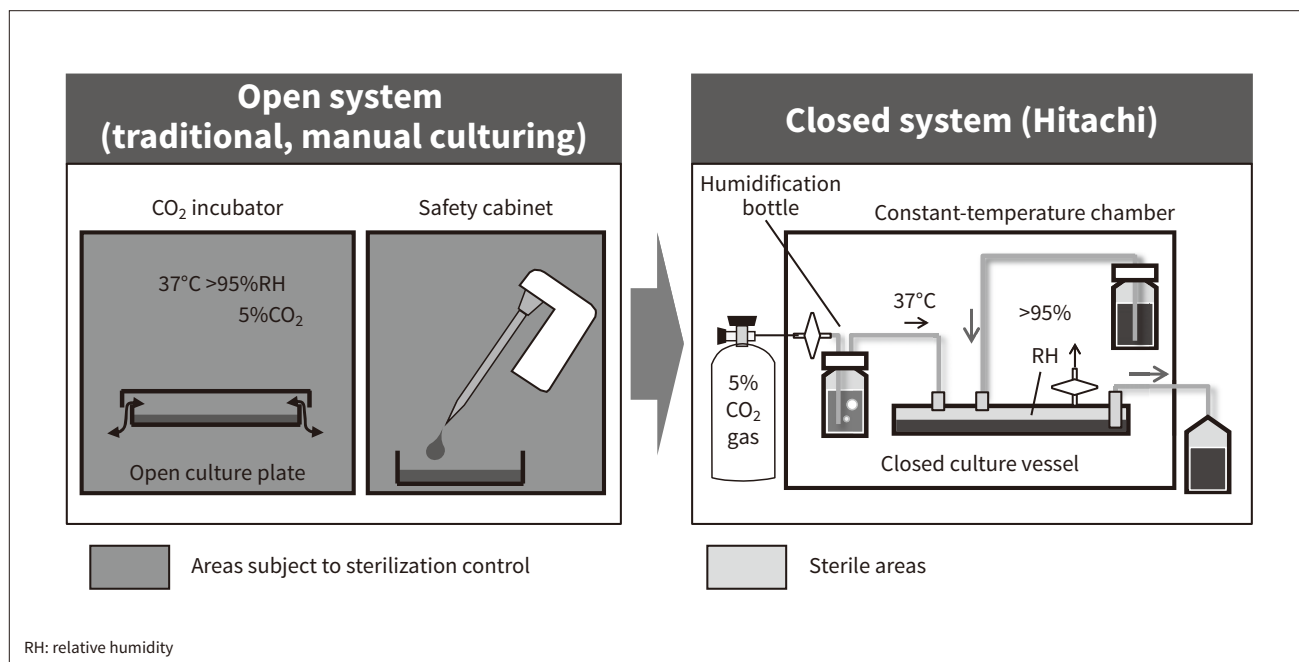 Open system
(traditional, manual culturing)
CO₂ incubator
Safety cabinet
37°C >95%RH
5%CO₂
Open culture plate
Areas subject to sterilization control
Closed system (Hitachi)
Humidification
bottle
Constant-temperature chamber
37°C
>95%
RH
5%
CO₂
gas
Closed culture vessel
Sterile areas
RH: relative humidity